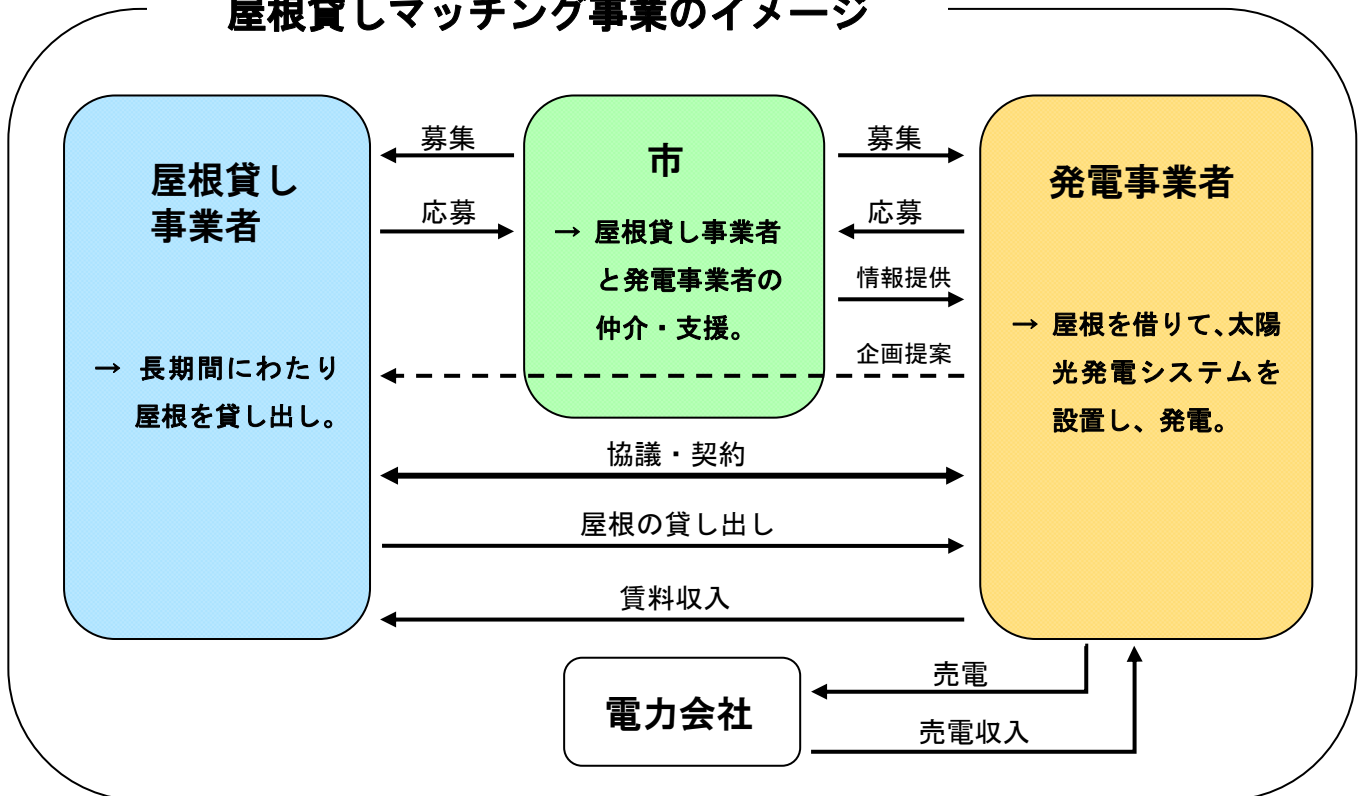 屋根貸しマッチング事業のイメージ
屋根貸し
事業者
→ 長期間にわたり
屋根を貸し出し。
募集
応募
市
→ 屋根貸し事業者
と発電事業者の
仲介・支援。
募集
応募
情報提供
企画提案
発電事業者
→ 屋根を借りて、太陽
光発電システムを
設置し、発電。
協議・契約
屋根の貸し出し
賃料収入
電力会社
売電
売電収入